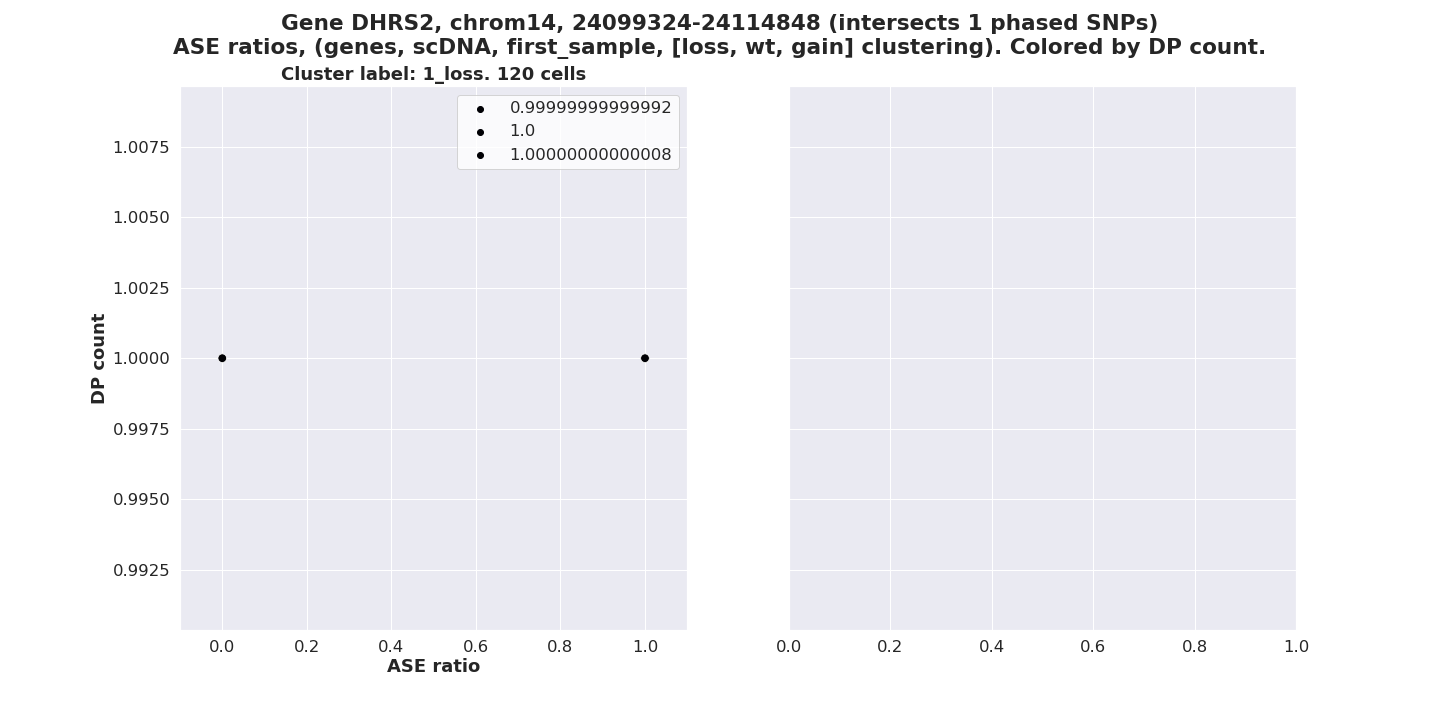 Gene DHRS2, chrom14, 24099324-24114848 (intersects 1 phased SNPs)
ASE ratios, (genes, scDNA, first_sample, [loss, wt, gain] clustering). Colored by DP count.
Cluster label: 1_loss. 120 cells
0.99999999999992
1.0
1.00000000000008
1.0075
1.0050
1.0025
1.0000
0.9975
0.9950
0.9925
DP count
0.0 0.2 0.4 0.6 0.8 1.0
ASE ratio
0.0 0.2 0.4 0.6 0.8 1.0